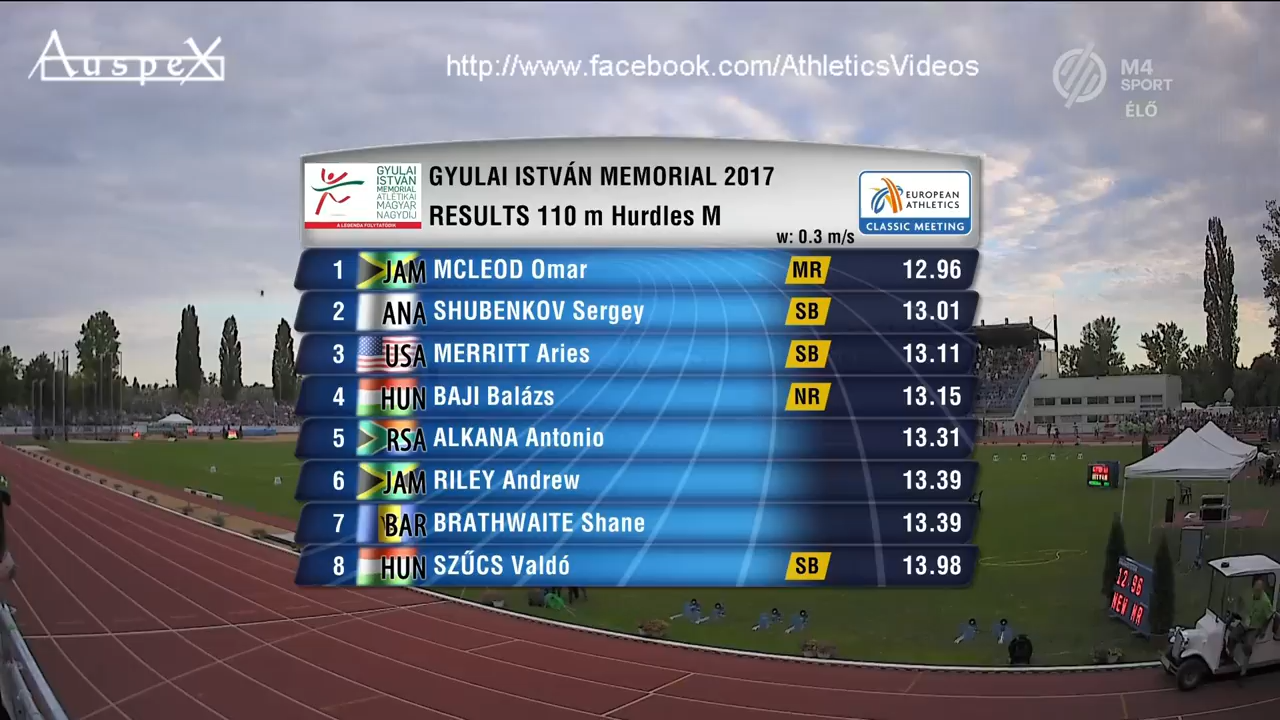 AuspeX
http://www.facebook.com/AthleticsVideos
M4
SPORT
ÉLŐ
GYULAI
ISTVÁN
MEMORIAL
ATLÉTIKAI
MAGYAR
NAGYDÍJ
A LEGENDA FOLYTATÓDIK
GYULAI ISTVÁN MEMORIAL 2017
RESULTS 110 m Hurdles M
w: 0.3 m/s
EUROPEAN
ATHLETICS
CLASSIC MEETING
1 JAM MCLEOD Omar MR 12.96
2 ANA SHUBENKOV Sergey SB 13.01
3 USA MERRITT Aries SB 13.11
4 HUN BAJI Balázs NR 13.15
5 RSA ALKANA Antonio 13.31
6 JAM RILEY Andrew 13.39
7 BAR BRATHWAITE Shane 13.39
8 HUN SZŰCS Valdó SB 13.98
12 96
NEW NR